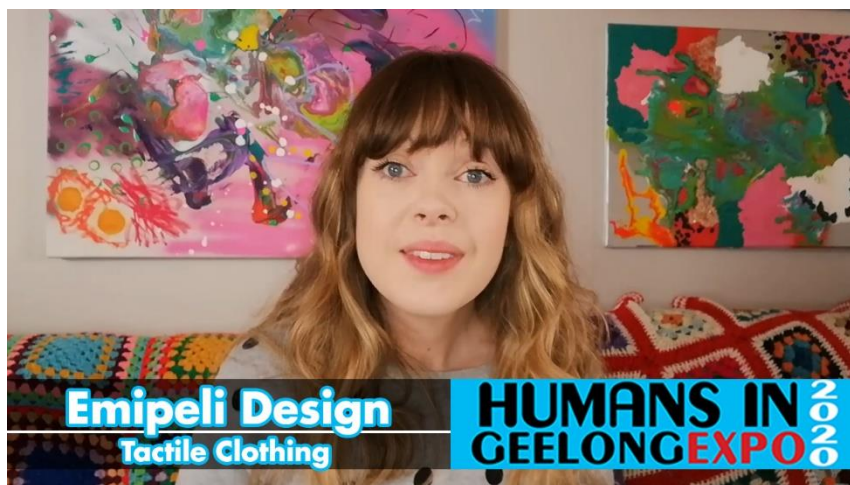 Emipeli Design
Tactile Clothing
HUMANS IN
GEELONG EXPO
2020